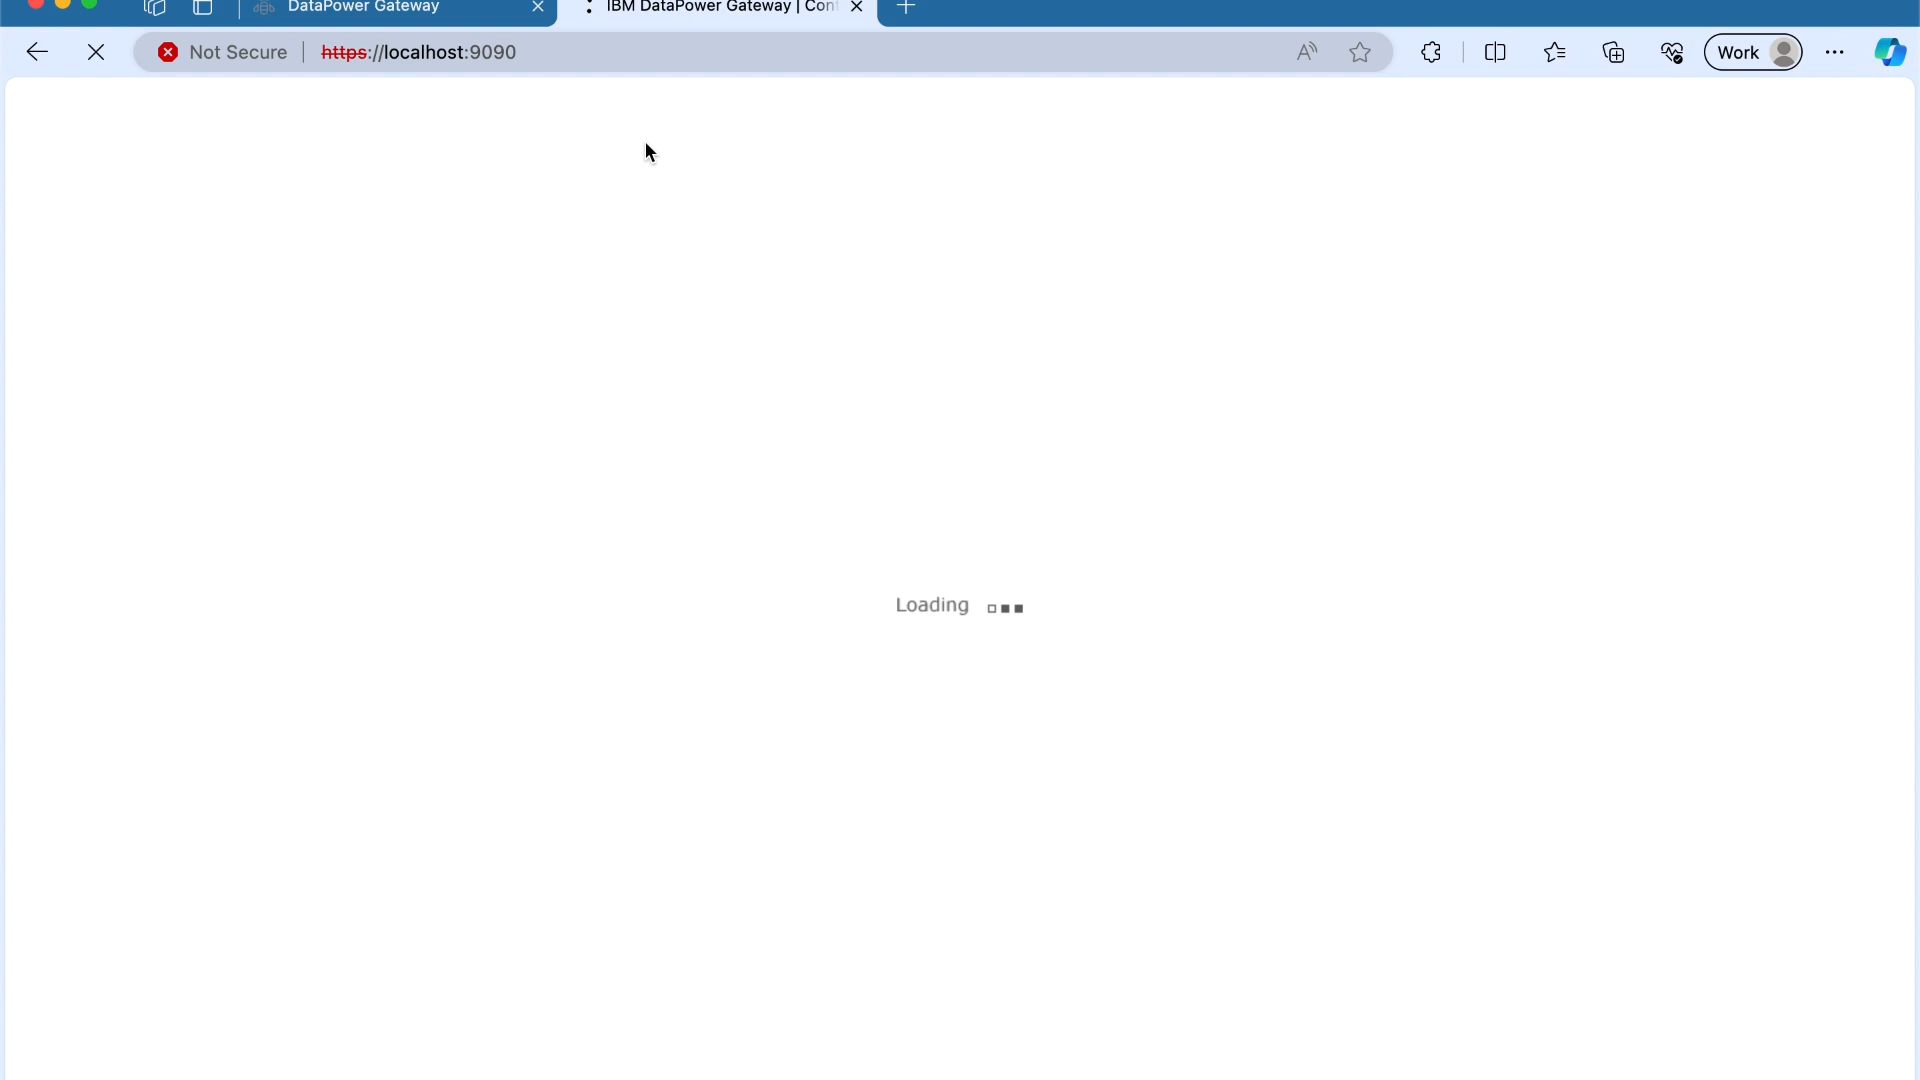 DataPower Gateway
IBM DataPower Gateway | Con
Not Secure
https://localhost:9090
Work
Loading